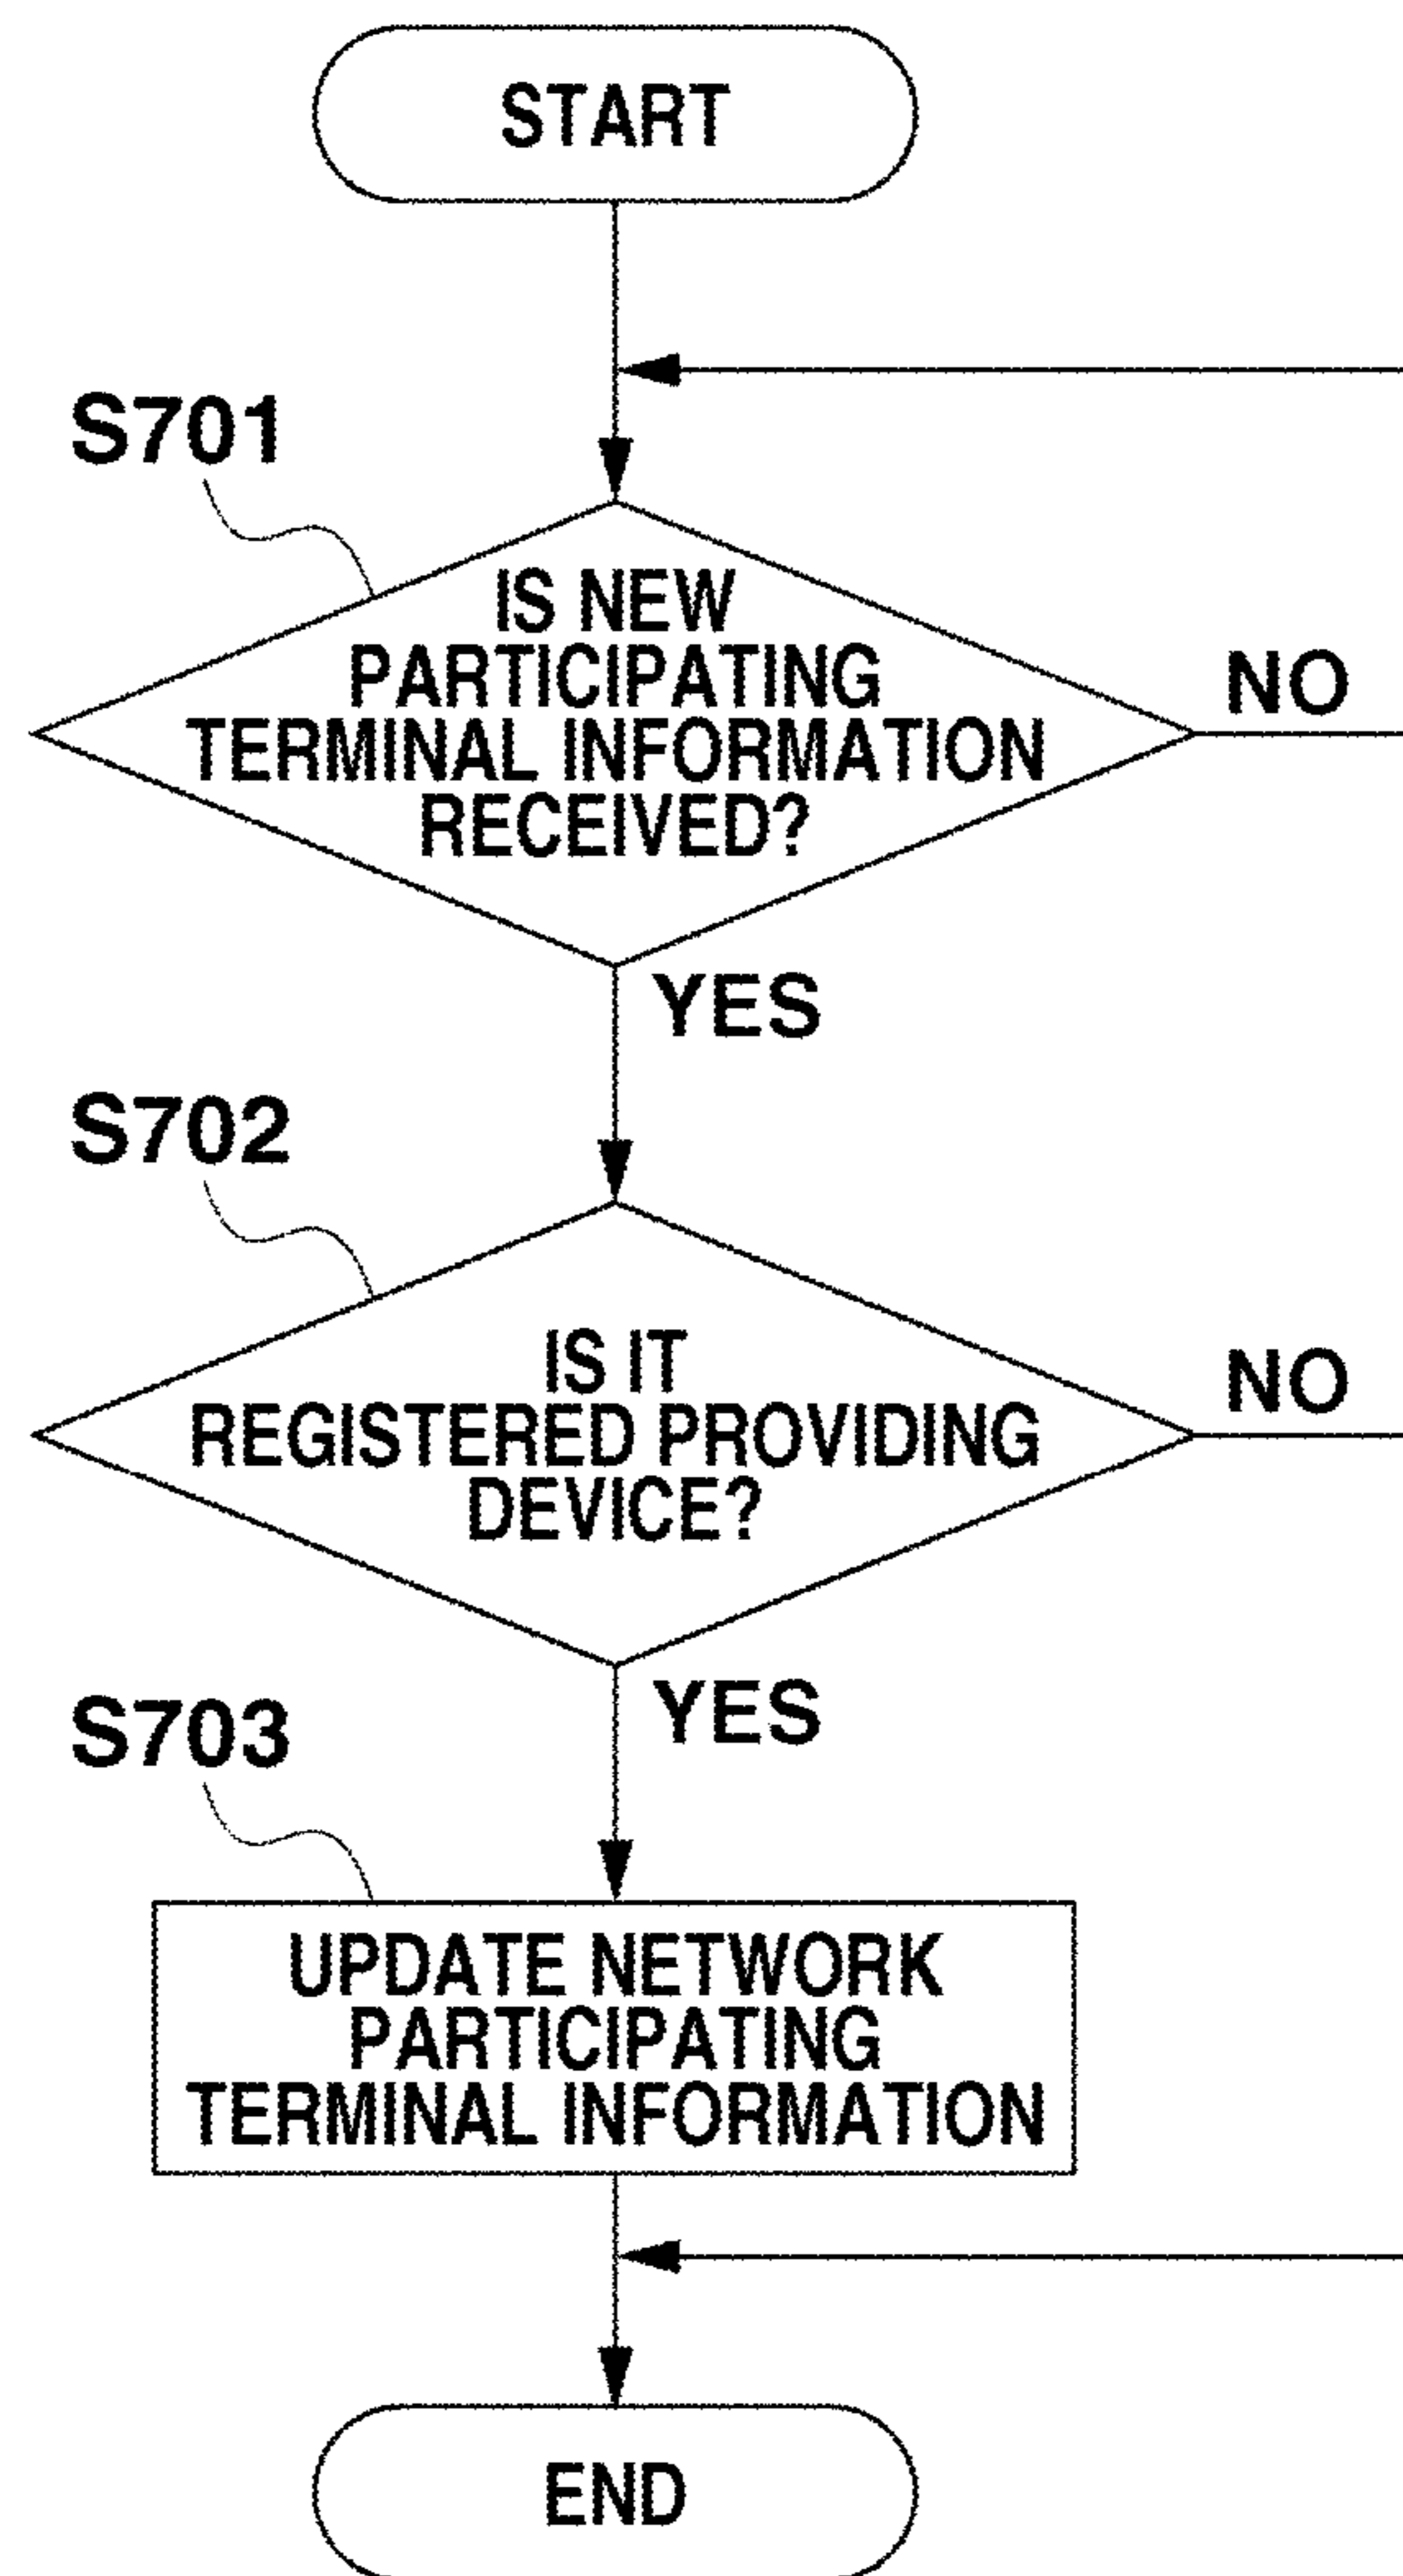 START
S701
IS NEW
PARTICIPATING
TERMINAL INFORMATION
RECEIVED?
NO
YES
S702
IS IT
REGISTERED PROVIDING
DEVICE?
NO
YES
S703
UPDATE NETWORK
PARTICIPATING
TERMINAL INFORMATION
END